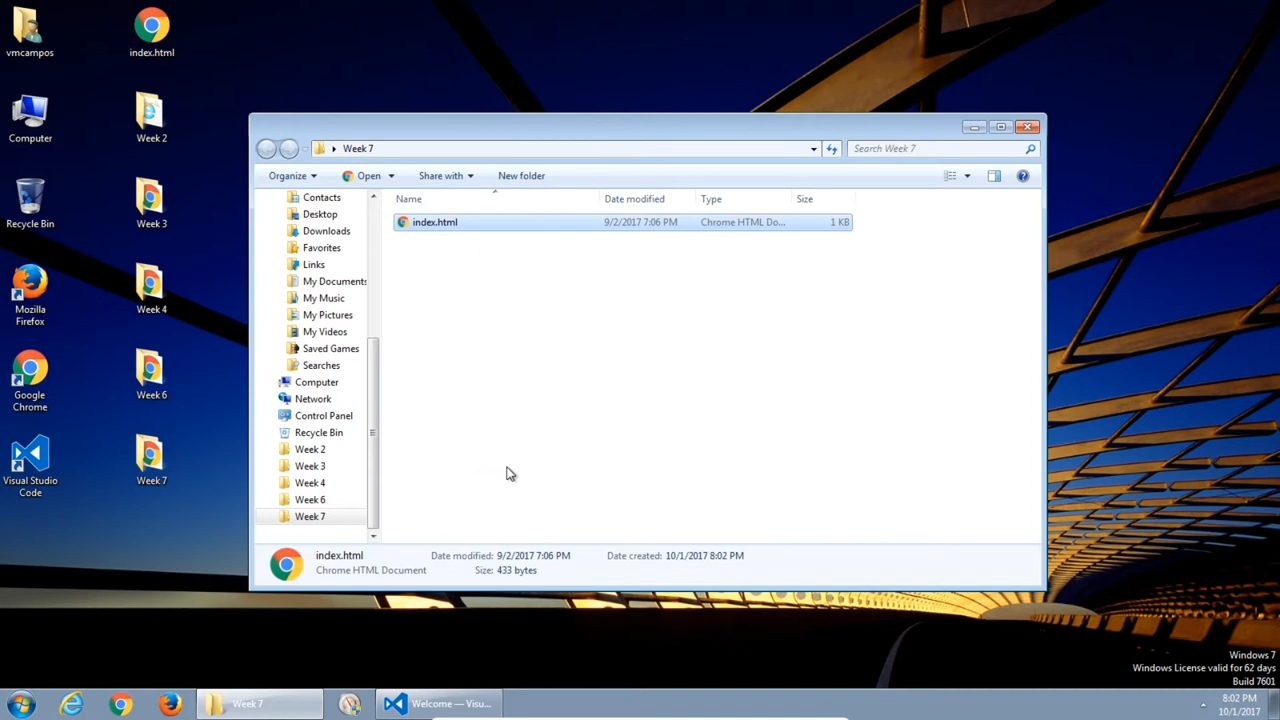 vmcampos
index.html
Computer
Week 2
Recycle Bin
Week 3
Mozilla
Firefox
Week 4
Google
Chrome
Week 6
Visual Studio
Code
Week 7
Week 7
Search Week 7
Organize
Open
Share with
New folder
Contacts
Desktop
Downloads
Favorites
Links
My Documents
My Music
My Pictures
My Videos
Saved Games
Searches
Computer
Network
Control Panel
Recycle Bin
Week 2
Week 3
Week 4
Week 6
Week 7
Name Date modified Type Size
index.html 9/2/2017 7:06 PM Chrome HTML Do... 1 KB
index.html Date modified: 9/2/2017 7:06 PM Date created: 10/1/2017 8:02 PM
Chrome HTML Document Size: 433 bytes
Windows 7
Windows License valid for 62 days
Build 7601
Week 7
Welcome — Visu...
8:02 PM
10/1/2017